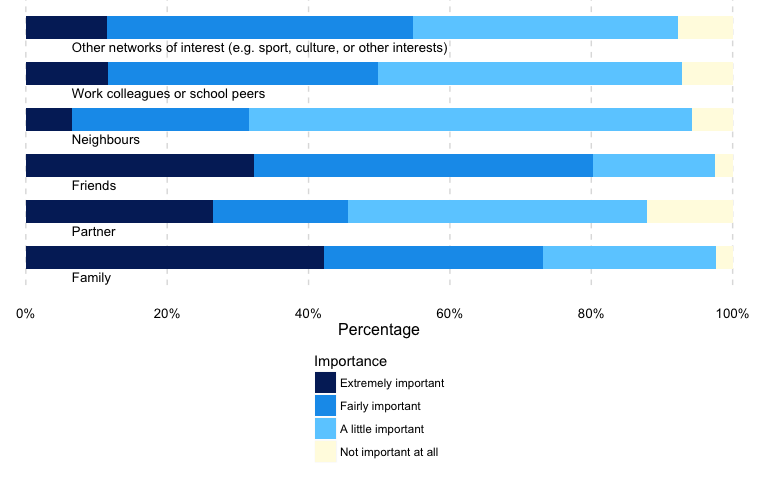 Other networks of interest (e.g. sport, culture, or other interests)
Work colleagues or school peers
Neighbours
Friends
Partner
Family
0% 20% 40% 60% 80% 100%
Percentage
Importance
Extremely important
Fairly important
A little important
Not important at all